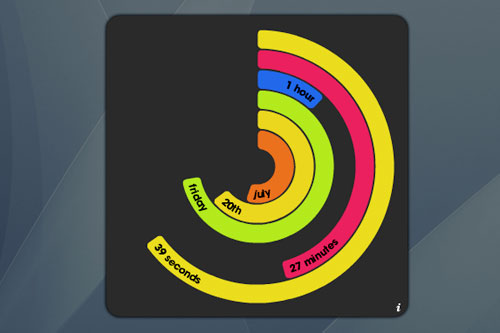 1 hour
july
friday
20th
39 seconds
27 minutes
i